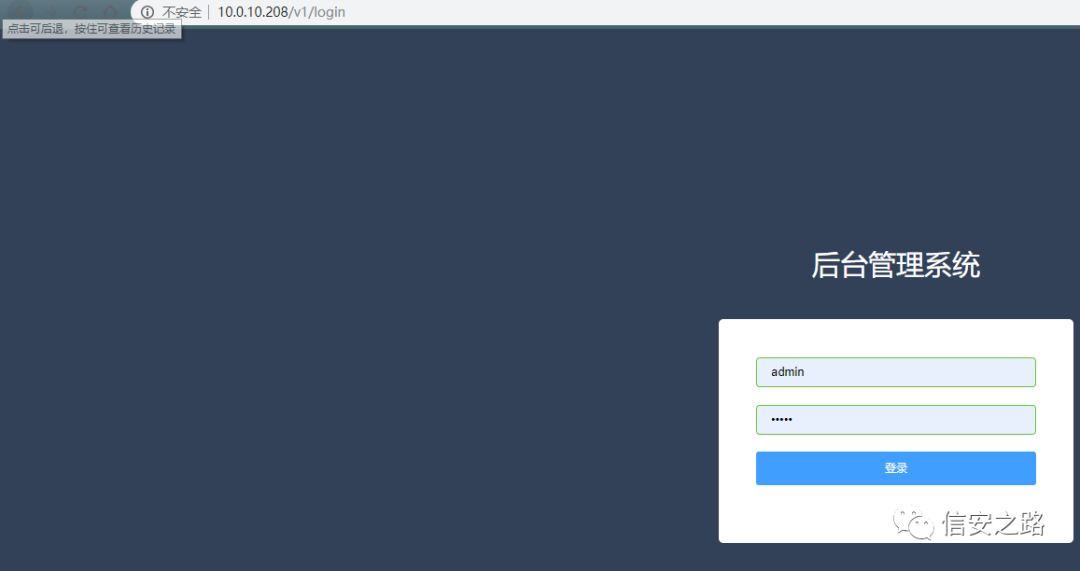 不安全 10.0.10.208/v1/login
点击可后退，按住可查看历史记录
后台管理系统
admin
•••••
登录
信安之路